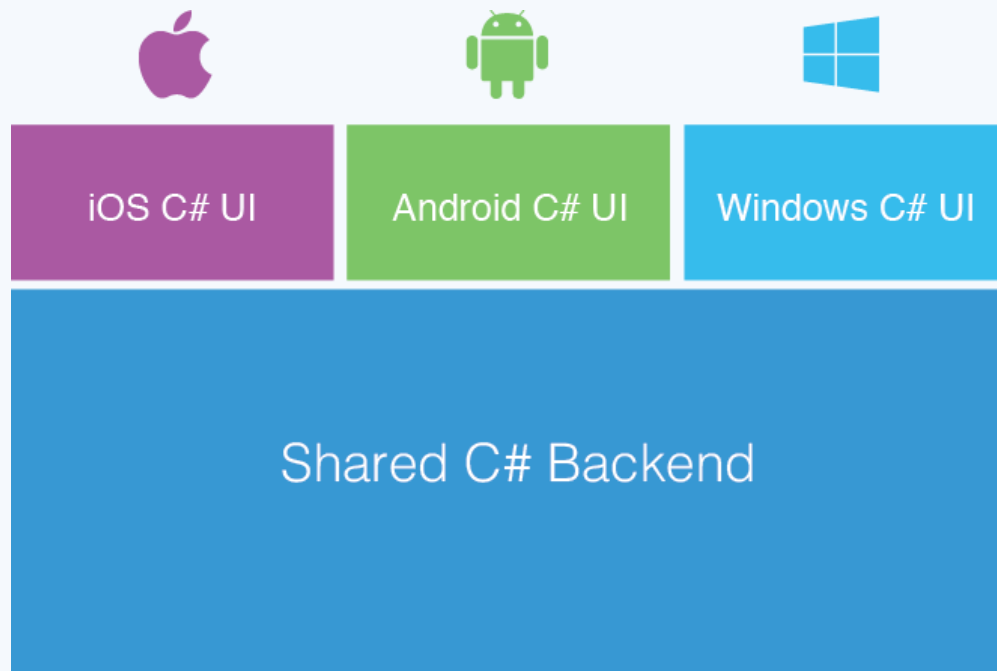 iOS C# UI
Android C# UI
Windows C# UI
Shared C# Backend